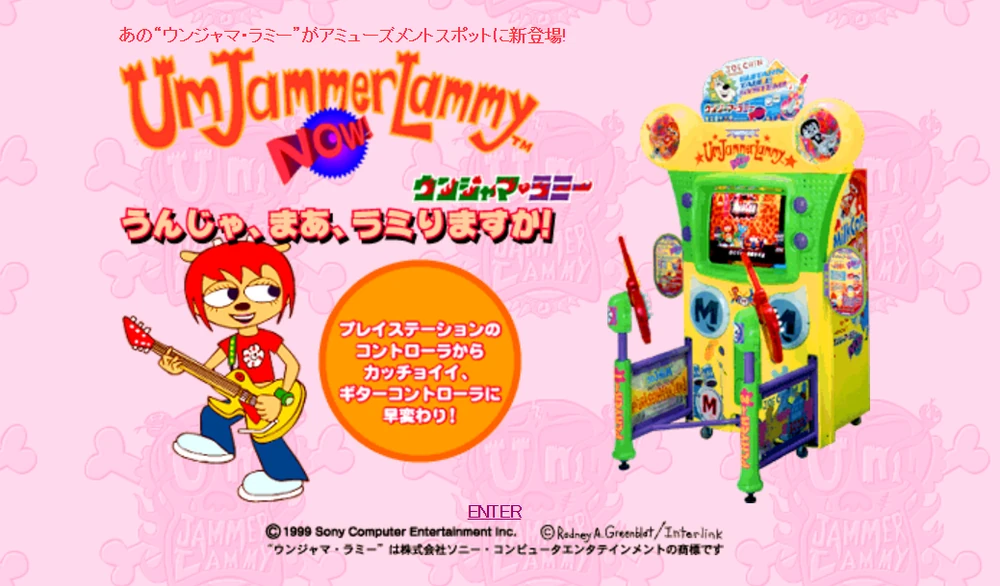 あの“ウンジャマ・ラミー”がアミューズメントスポットに新登場!
UmJammerLammy™
NOW!
ウンジャマ・ラミー
うんじゃ、まあ、ラミりますか!
プレイステーションの
コントローラから
カッチョイイ、
ギターコントローラに
早変わり!
UmJammerLammy
NOW
M
M
M
ENTER
©1999 Sony Computer Entertainment Inc. ©Rodney A.Greenblat/Interlink
“ウンジャマ・ラミー” は株式会社ソニー・コンピュータエンタテインメントの商標です